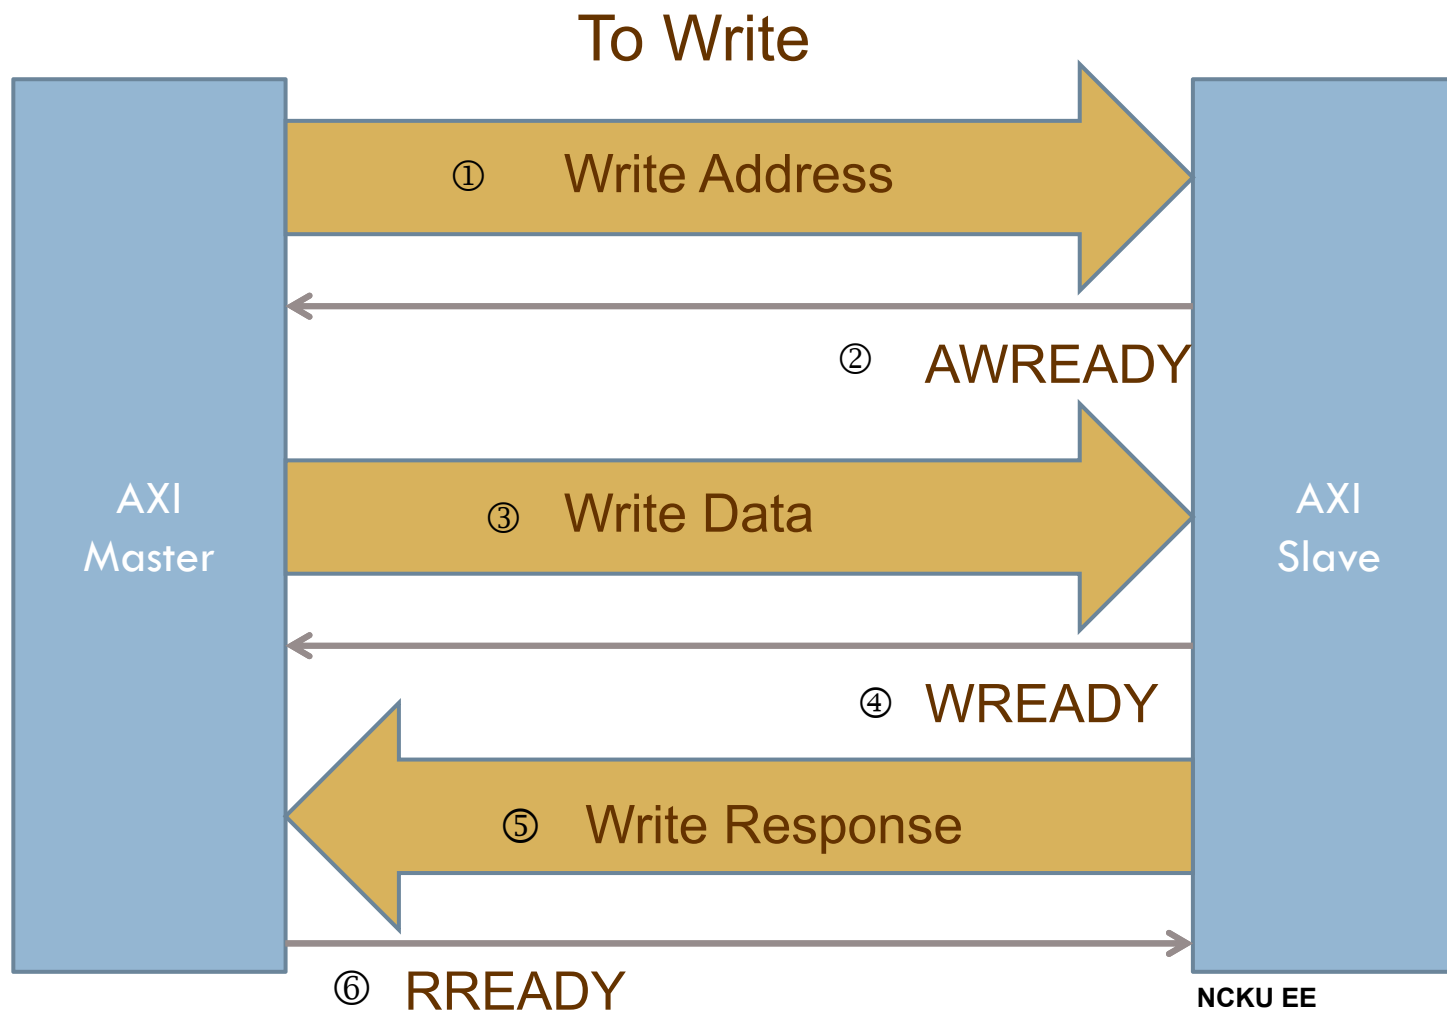 To Write
① Write Address
② AWREADY
AXI
Master
③ Write Data
AXI
Slave
④ WREADY
⑤ Write Response
⑥ RREADY
NCKU EE